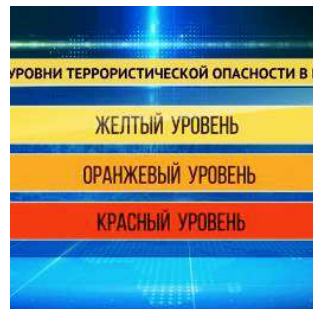 УРОВНИ ТЕРРОРИСТИЧЕСКОЙ ОПАСНОСТИ В
ЖЕЛТЫЙ УРОВЕНЬ
ОРАНЖЕВЫЙ УРОВЕНЬ
КРАСНЫЙ УРОВЕНЬ